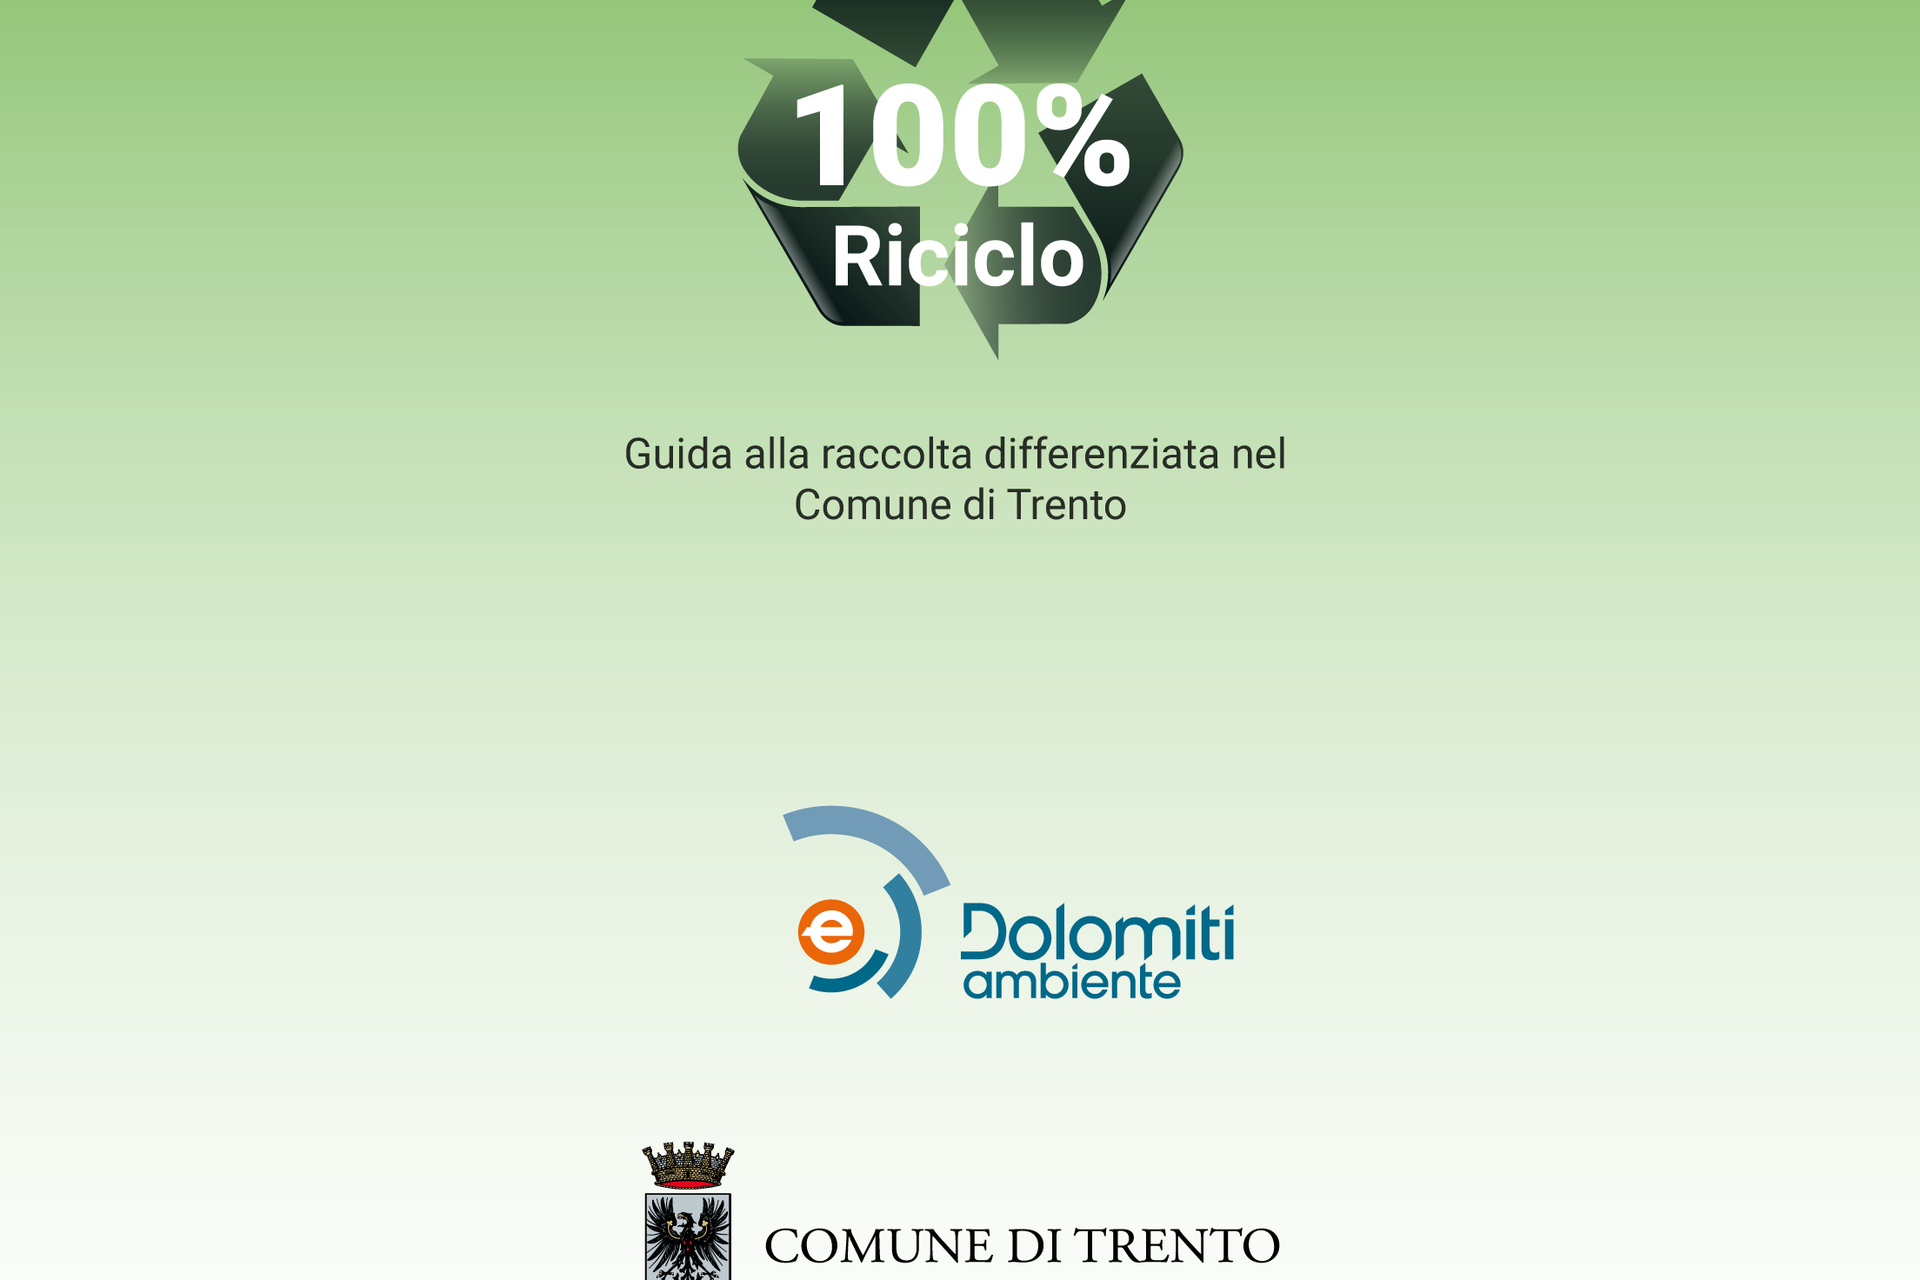 100%
Riciclo
Guida alla raccolta differenziata nel
Comune di Trento
e
Dolomiti
ambiente
COMUNE DI TRENTO